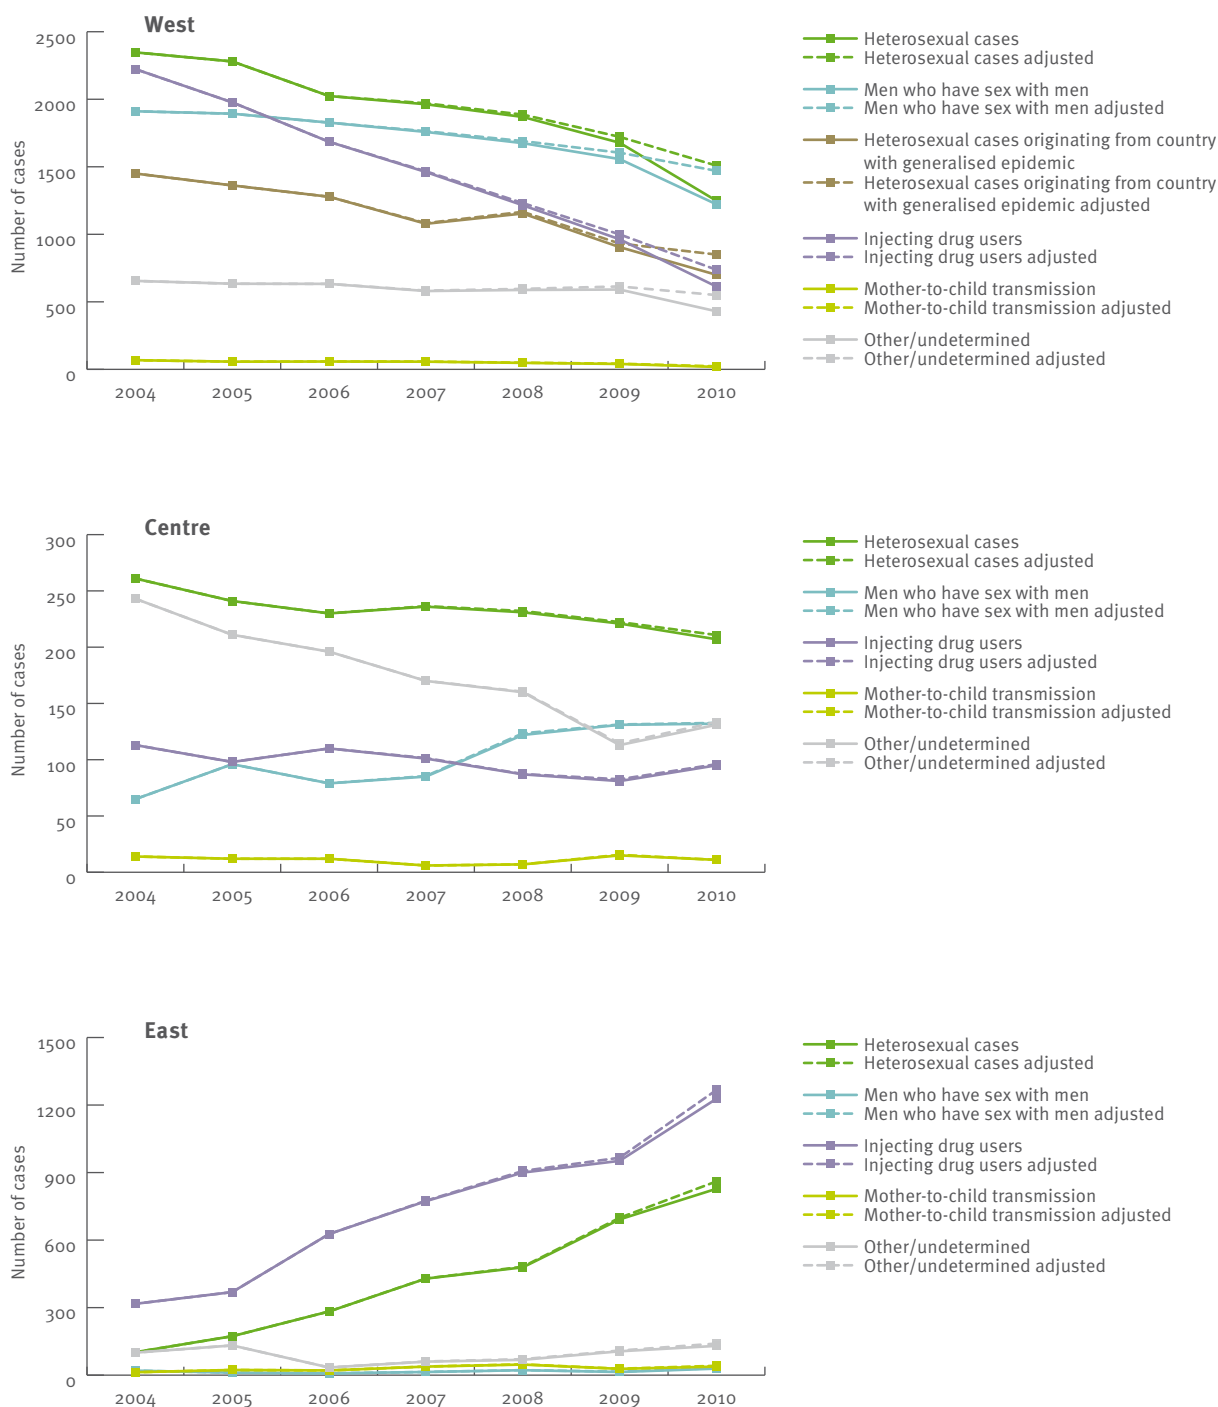 West
Number of cases
2500
2000
1500
1000
500
0
2004 2005 2006 2007 2008 2009 2010
Heterosexual cases
Heterosexual cases adjusted
Men who have sex with men
Men who have sex with men adjusted
Heterosexual cases originating from country
with generalised epidemic
Heterosexual cases originating from country
with generalised epidemic adjusted
Injecting drug users
Injecting drug users adjusted
Mother-to-child transmission
Mother-to-child transmission adjusted
Other/undetermined
Other/undetermined adjusted
Centre
Number of cases
300
250
200
150
100
50
0
2004 2005 2006 2007 2008 2009 2010
Heterosexual cases
Heterosexual cases adjusted
Men who have sex with men
Men who have sex with men adjusted
Injecting drug users
Injecting drug users adjusted
Mother-to-child transmission
Mother-to-child transmission adjusted
Other/undetermined
Other/undetermined adjusted
East
Number of cases
1500
1200
900
600
300
0
2004 2005 2006 2007 2008 2009 2010
Heterosexual cases
Heterosexual cases adjusted
Men who have sex with men
Men who have sex with men adjusted
Injecting drug users
Injecting drug users adjusted
Mother-to-child transmission
Mother-to-child transmission adjusted
Other/undetermined
Other/undetermined adjusted